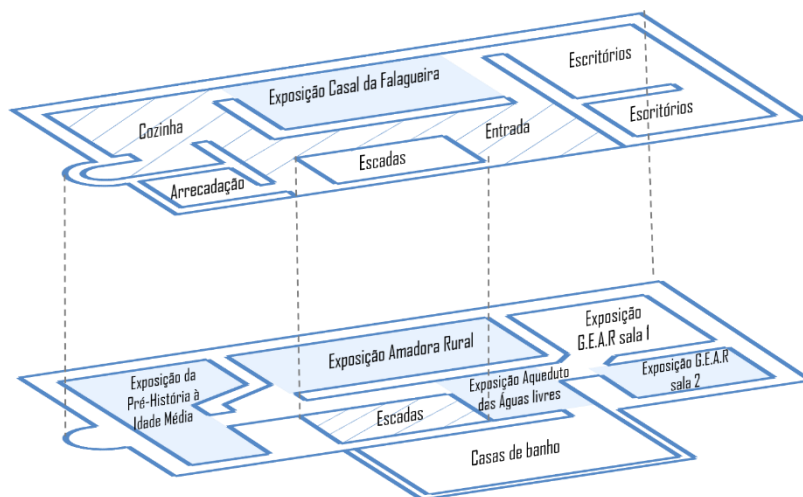 Escritórios
Exposição Casal da Falagueira
Escritórios
Cozinha
Entrada
Escadas
Arrecadação
Exposição
G.E.A.R sala 1
Exposição Amadora Rural
Exposição G.E.A.R
sala 2
Exposição da
Pré-História à
Idade Média
Exposição Aqueduto
das Águas livres
Escadas
Casas de banho